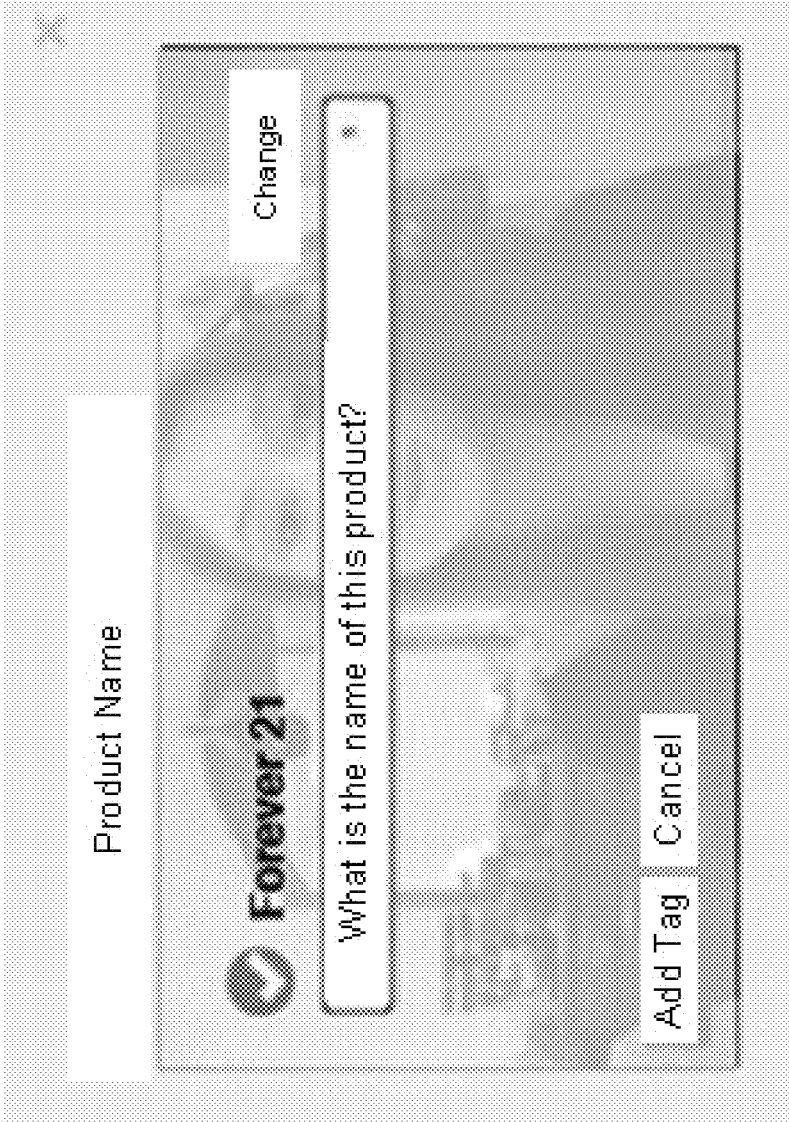 Product Name
Forever 21
Change
What is the name of this product?
Add Tag
Cancel